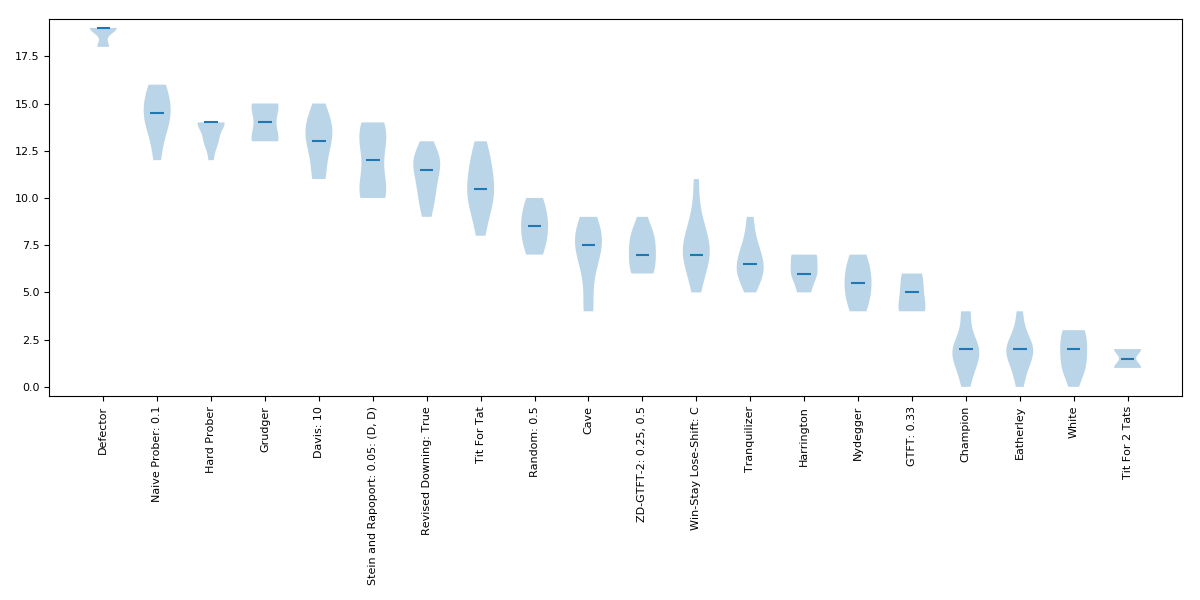 17.5
15.0
12.5
10.0
7.5
5.0
2.5
0.0
Defector
Naive Prober: 0.1
Hard Prober
Grudger
Davis: 10
Stein and Rapoport: 0.05: (D, D)
Revised Downing: True
Tit For Tat
Random: 0.5
Cave
ZD-GTFT-2: 0.25, 0.5
Win-Stay Lose-Shift: C
Tranquilizer
Harrington
Nydegger
GTFT: 0.33
Champion
Eatherley
White
Tit For 2 Tats